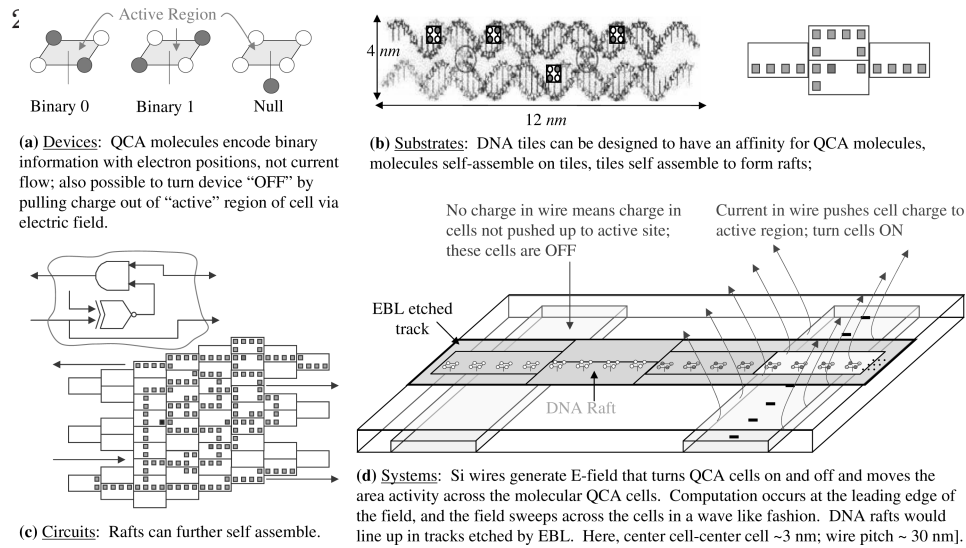 Active Region
Binary 0
Binary 1
Null
(a) Devices: QCA molecules encode binary
information with electron positions, not current
flow; also possible to turn device “OFF” by
pulling charge out of “active” region of cell via
electric field.
4 nm
12 nm
(b) Substrates: DNA tiles can be designed to have an affinity for QCA molecules,
molecules self-assemble on tiles, tiles self assemble to form rafts;
(c) Circuits: Rafts can further self assemble.
No charge in wire means charge in
cells not pushed up to active site;
these cells are OFF
Current in wire pushes cell charge to
active region; turn cells ON
EBL etched
track
DNA Raft
(d) Systems: Si wires generate E-field that turns QCA cells on and off and moves the
area activity across the molecular QCA cells. Computation occurs at the leading edge of
the field, and the field sweeps across the cells in a wave like fashion. DNA rafts would
line up in tracks etched by EBL. Here, center cell-center cell ~3 nm; wire pitch ~ 30 nm].